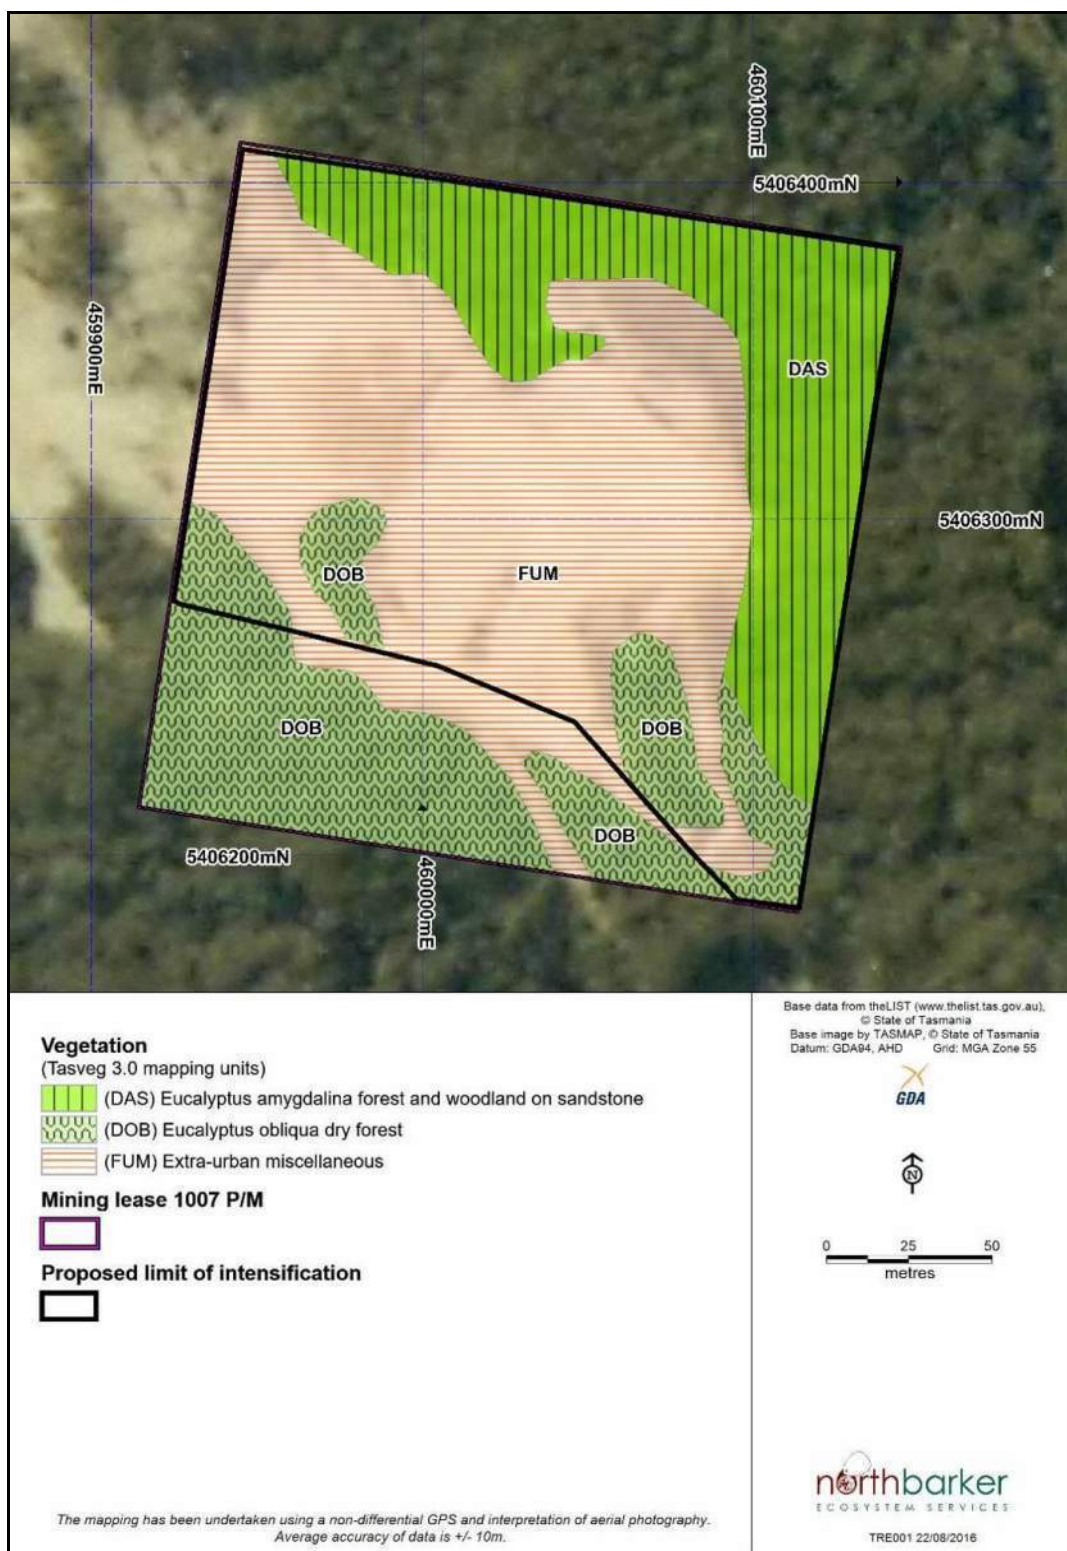 460100mE
5406400mN
459900mE
DAS
5406300mN
DOB
FUM
DOB
DOB
DOB
5406200mN
460000mE
Vegetation
(Tasveg 3.0 mapping units)
(DAS) Eucalyptus amygdalina forest and woodland on sandstone
(DOB) Eucalyptus obliqua dry forest
(FUM) Extra-urban miscellaneous
Mining lease 1007 P/M
Proposed limit of intensification
The mapping has been undertaken using a non-differential GPS and interpretation of aerial photography.
Average accuracy of data is +/- 10m.
Base data from theLIST (www.thelist.tas.gov.au),
© State of Tasmania
Base image by TASMAP, © State of Tasmania
Datum: GDA94, AHD Grid: MGA Zone 55
GDA
N
0 25 50
metres
northbarker
ECOSYSTEM SERVICES
TRE001 22/08/2016